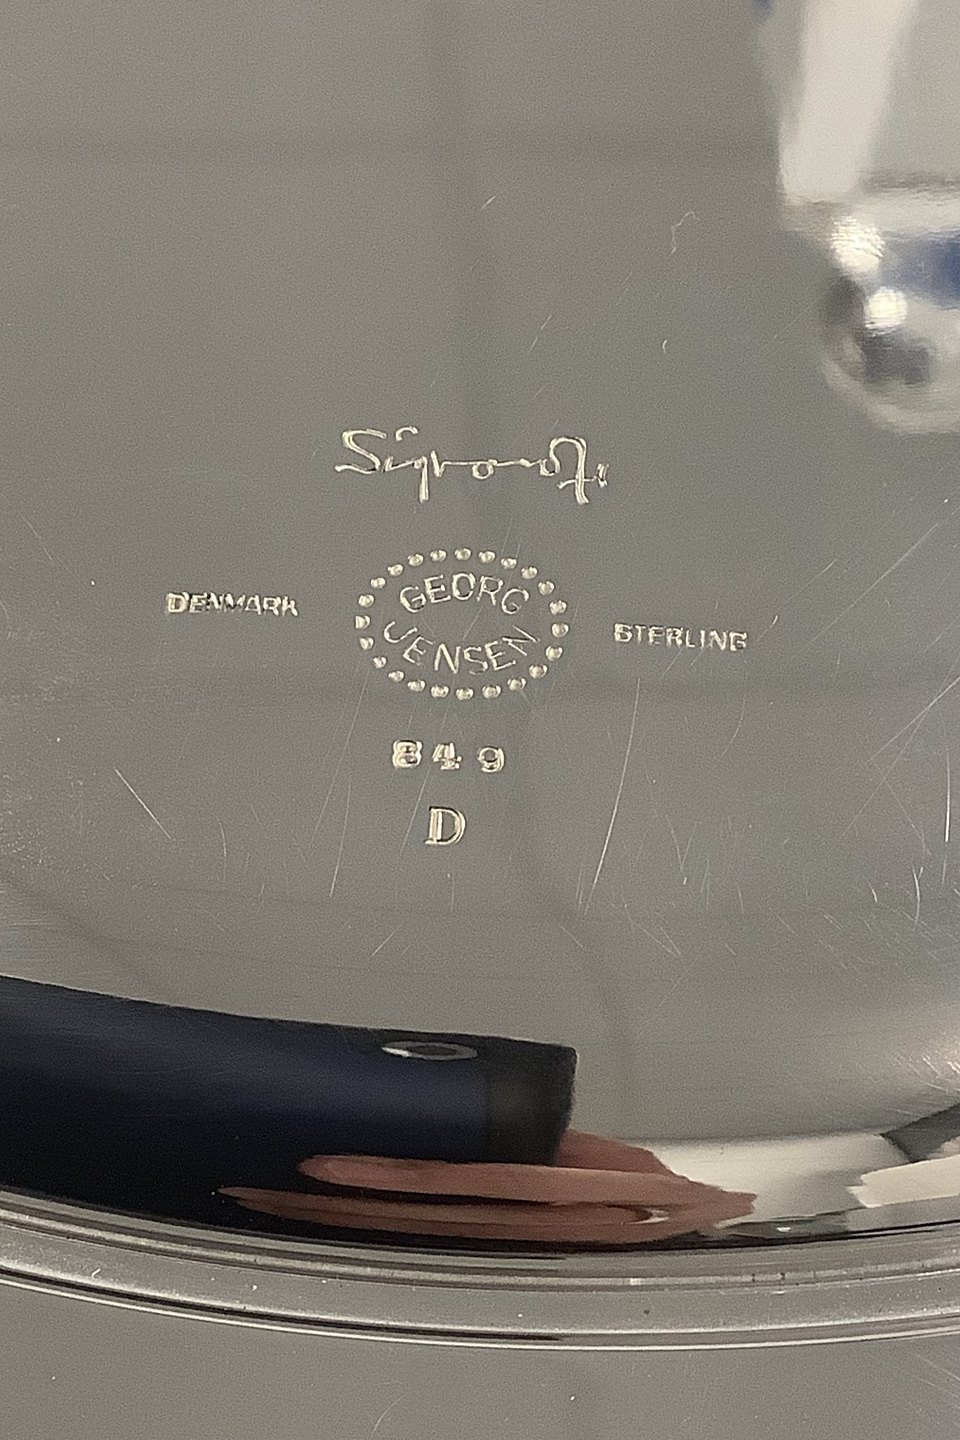 Sigvard
DENMARK
GEORG
JENSEN
STERLING
849
D